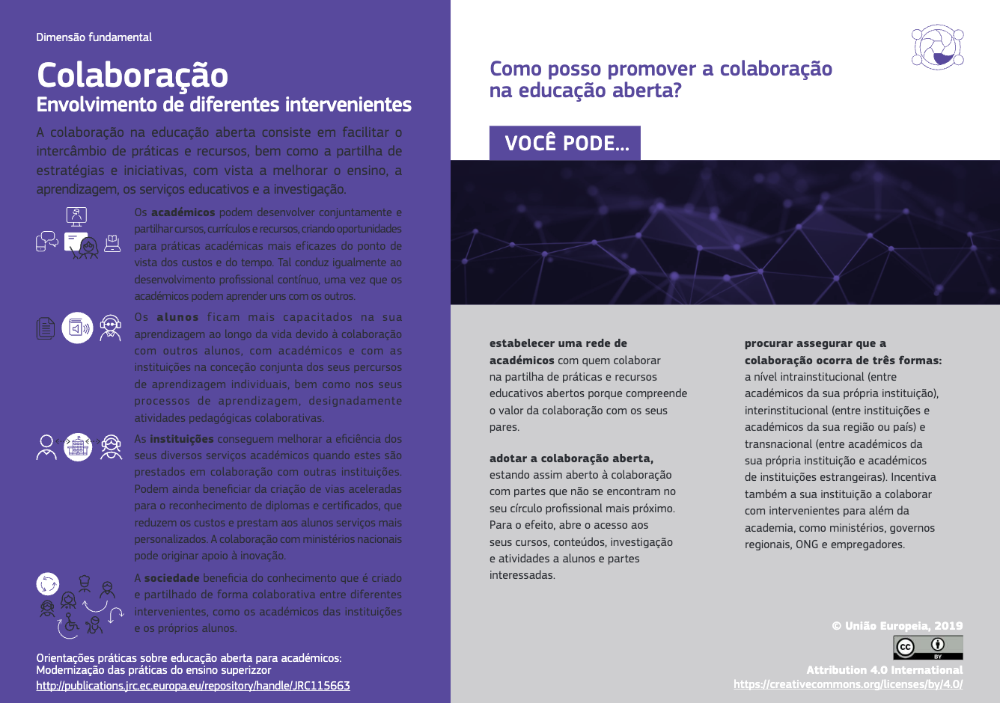 Dimensão fundamental
Colaboração
Envolvimento de diferentes intervenientes
A colaboração na educação aberta consiste em facilitar o
intercâmbio de práticas e recursos, bem como a partilha de
estratégias e iniciativas, com vista a melhorar o ensino, a
aprendizagem, os serviços educativos e a investigação.
Os académicos podem desenvolver conjuntamente e
partilhar cursos, currículos e recursos, criando oportunidades
para práticas académicas mais eficazes do ponto de
vista dos custos e do tempo. Tal conduz igualmente ao
desenvolvimento profissional contínuo, uma vez que os
académicos podem aprender uns com os outros.
Os alunos ficam mais capacitados na sua
aprendizagem ao longo da vida devido à colaboração
com outros alunos, com académicos e com as
instituições na conceção conjunta dos seus percursos
de aprendizagem individuais, bem como nos seus
processos de aprendizagem, designadamente
atividades pedagógicas colaborativas.
As instituições conseguem melhorar a eficiência dos
seus diversos serviços académicos quando estes são
prestados em colaboração com outras instituições.
Podem ainda beneficiar da criação de vias aceleradas
para o reconhecimento de diplomas e certificados, que
reduzem os custos e prestam aos alunos serviços mais
personalizados. A colaboração com ministérios nacionais
pode originar apoio à inovação.
A sociedade beneficia do conhecimento que é criado
e partilhado de forma colaborativa entre diferentes
intervenientes, como os académicos das instituições
e os próprios alunos.
Orientações práticas sobre educação aberta para académicos:
Modernização das práticas do ensino superizzor
http://publications.jrc.ec.europa.eu/repository/handle/JRC115663
Como posso promover a colaboração
na educação aberta?
VOCÊ PODE...
estabelecer uma rede de
académicos com quem colaborar
na partilha de práticas e recursos
educativos abertos porque compreende
o valor da colaboração com os seus
pares.
adotar a colaboração aberta,
estando assim aberto à colaboração
com partes que não se encontram no
seu círculo profissional mais próximo.
Para o efeito, abre o acesso aos
seus cursos, conteúdos, investigação
e atividades a alunos e partes
interessadas.
procurar assegurar que a
colaboração ocorra de três formas:
a nível intrainstitucional (entre
académicos da sua própria instituição),
interinstitucional (entre instituições e
académicos da sua região ou país) e
transnacional (entre académicos da
sua própria instituição e académicos
de instituições estrangeiras). Incentiva
também a sua instituição a colaborar
com intervenientes para além da
academia, como ministérios, governos
regionais, ONG e empregadores.
© União Europeia, 2019
cc
BY
Attribution 4.0 International
https://creativecommons.org/licenses/by/4.0/